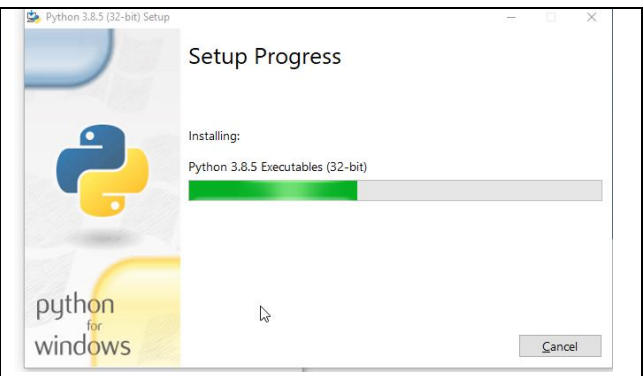 Python 3.8.5 (32-bit) Setup
Setup Progress
Installing:
Python 3.8.5 Executables (32-bit)
python
for
windows
Cancel